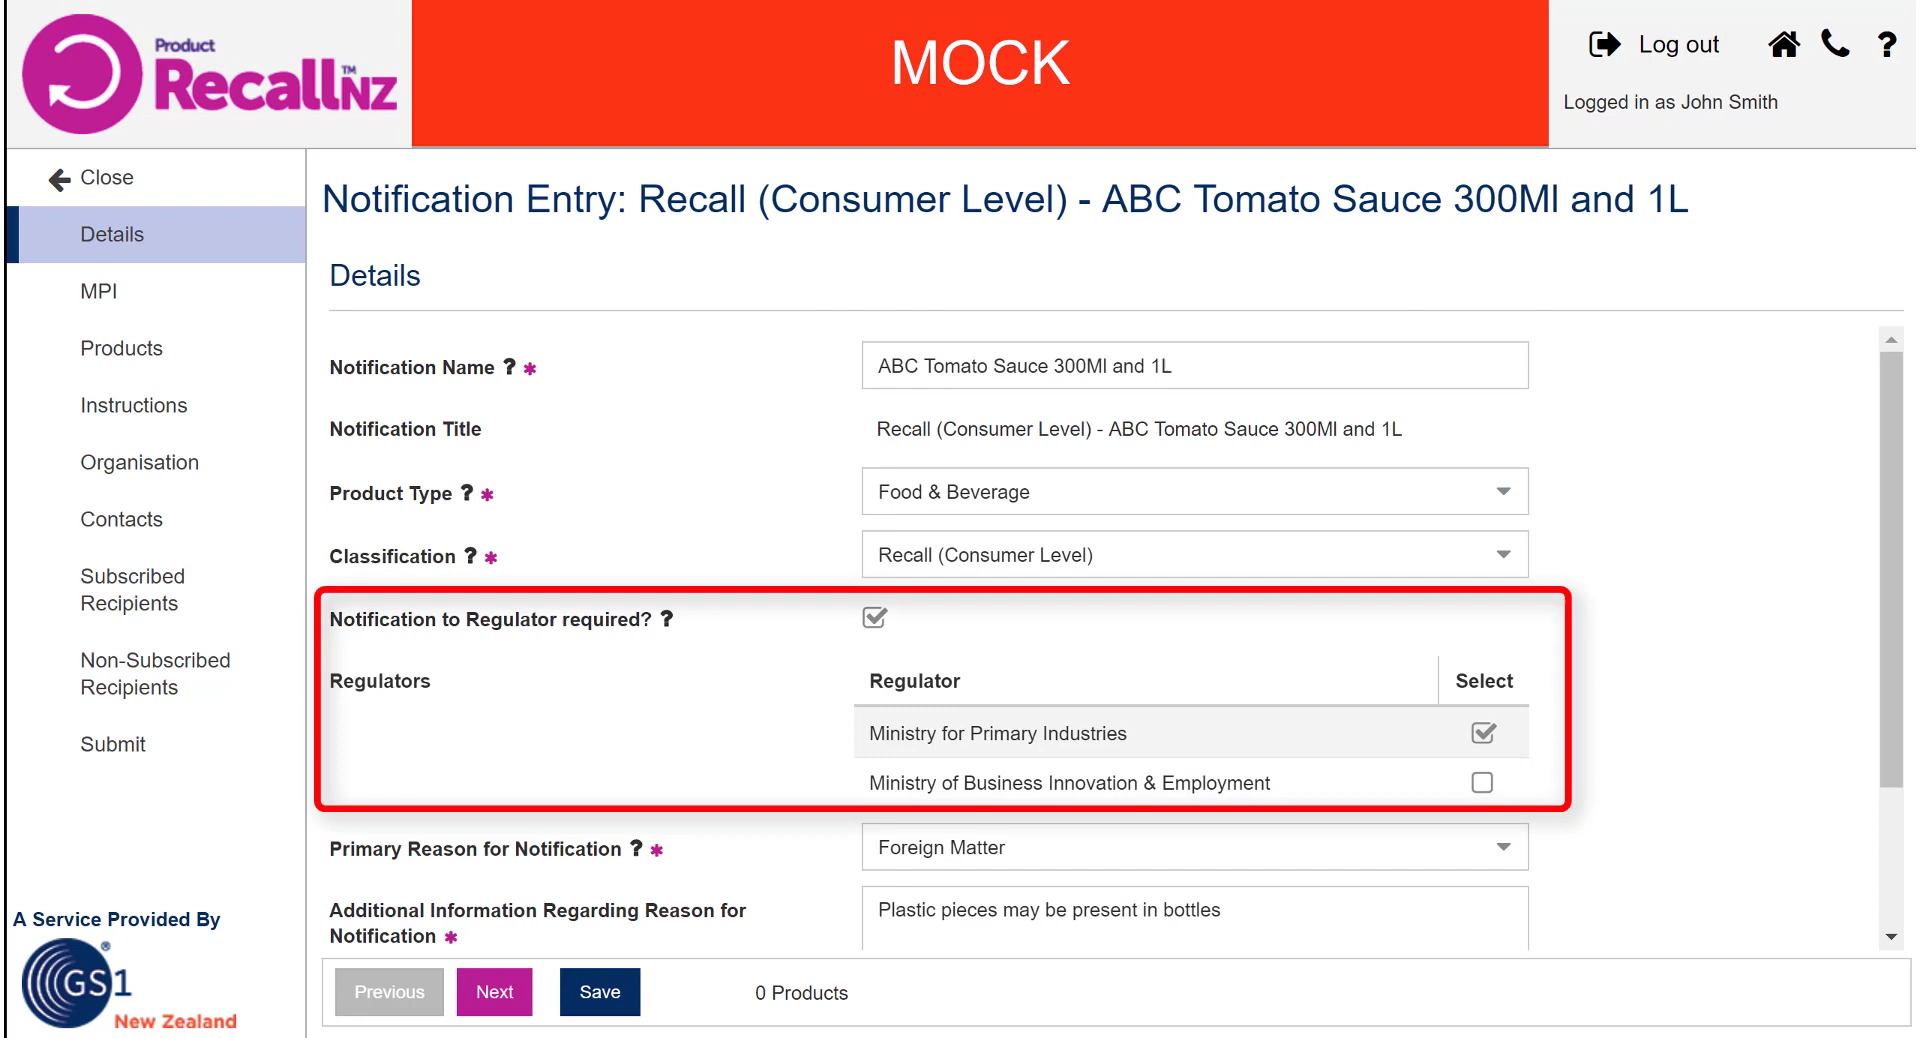 Product
Recall™NZ
MOCK
Log out
?
Logged in as John Smith
Close
Details
MPI
Products
Instructions
Organisation
Contacts
Subscribed
Recipients
Non-Subscribed
Recipients
Submit
A Service Provided By
GS1®
New Zealand
Notification Entry: Recall (Consumer Level) - ABC Tomato Sauce 300Ml and 1L
Details
Notification Name ? * ABC Tomato Sauce 300Ml and 1L
Notification Title Recall (Consumer Level) - ABC Tomato Sauce 300Ml and 1L
Product Type ? * Food & Beverage
Classification ? * Recall (Consumer Level)
Notification to Regulator required? ?
Regulators Regulator Select
Ministry for Primary Industries
Ministry of Business Innovation & Employment
Primary Reason for Notification ? * Foreign Matter
Additional Information Regarding Reason for
Notification *
Plastic pieces may be present in bottles
Previous Next Save 0 Products